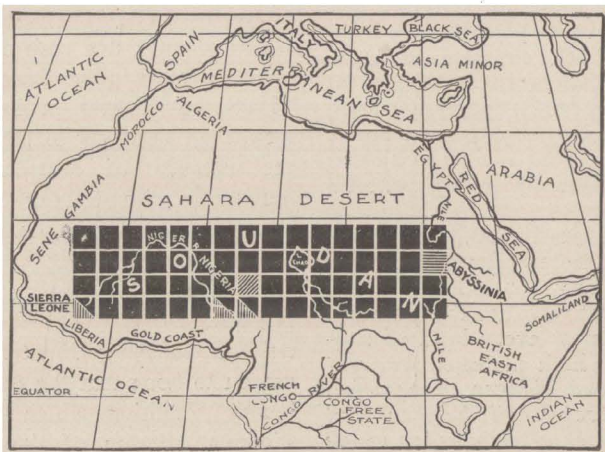 ATLANTIC OCEAN
SPAIN
ITALY
TURKEY
BLACK SEA
ASIA MINOR
MEDITERRANEAN SEA
MOROCCO
ALGERIA
EGYPT
ARABIA
RED SEA
SAHARA DESERT
SENEGAMBIA
NILE
NIGER R.
NIGERIA
CHAD
SOUDAN
ABYSSINIA
SIERRA LEONE
LIBERIA
GOLD COAST
SOMALILAND
ATLANTIC OCEAN
NILE
BRITISH EAST AFRICA
EQUATOR
FRENCH CONGO
CONGO RIVER
CONGO FREE STATE
INDIAN OCEAN